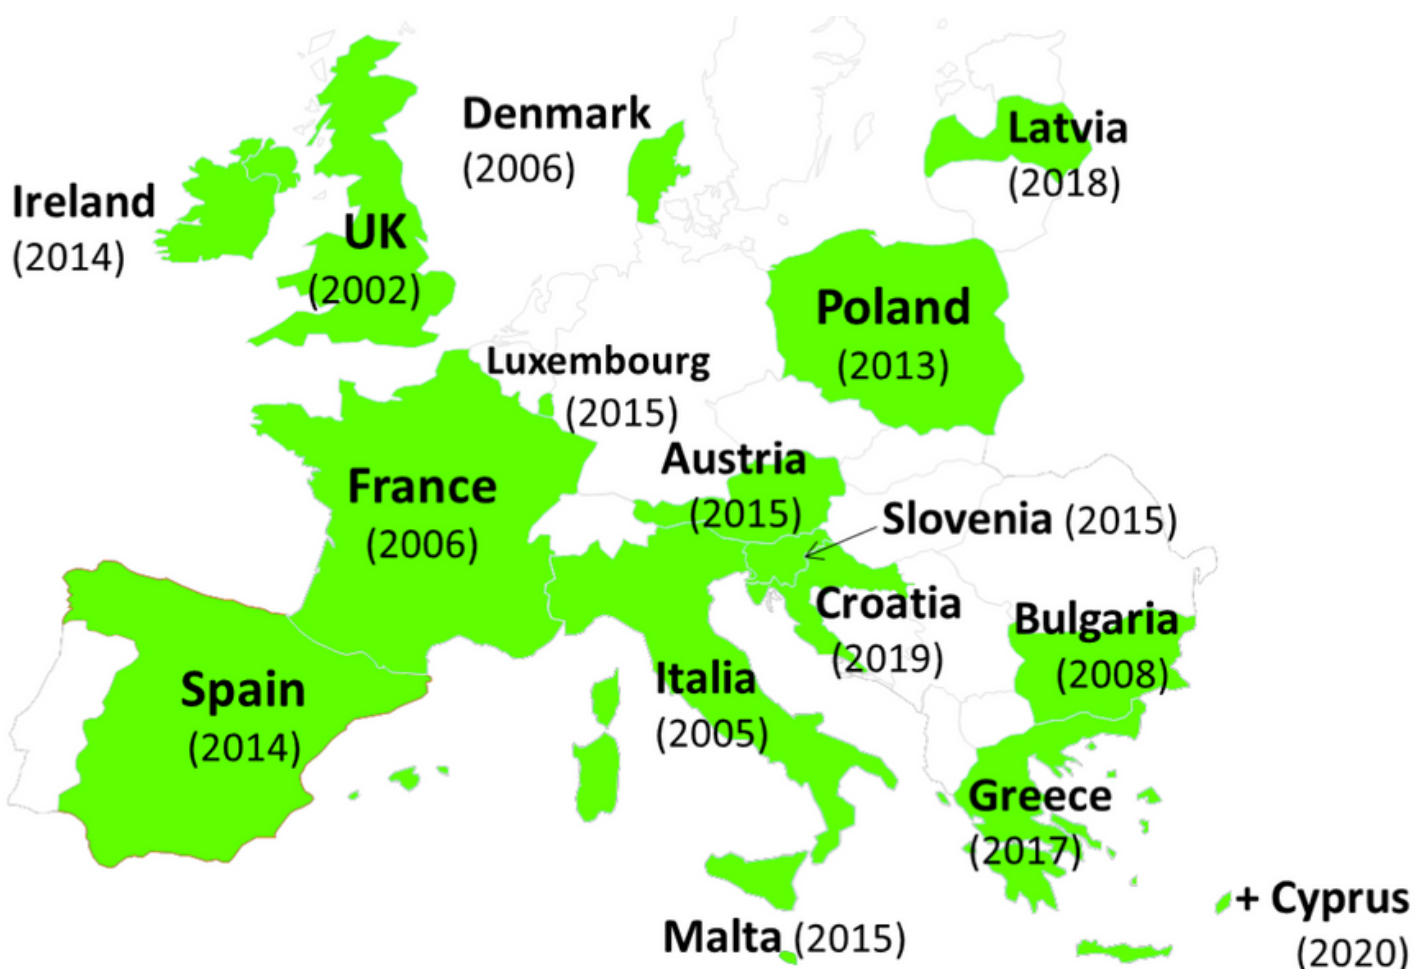 Denmark
(2006)
Latvia
(2018)
Ireland
(2014)
UK
(2002)
Poland
(2013)
Luxembourg
(2015)
Austria
(2015)
France
(2006)
Slovenia (2015)
Croatia
(2019)
Bulgaria
(2008)
Spain
(2014)
Italia
(2005)
Greece
(2017)
+ Cyprus
(2020)
Malta (2015)